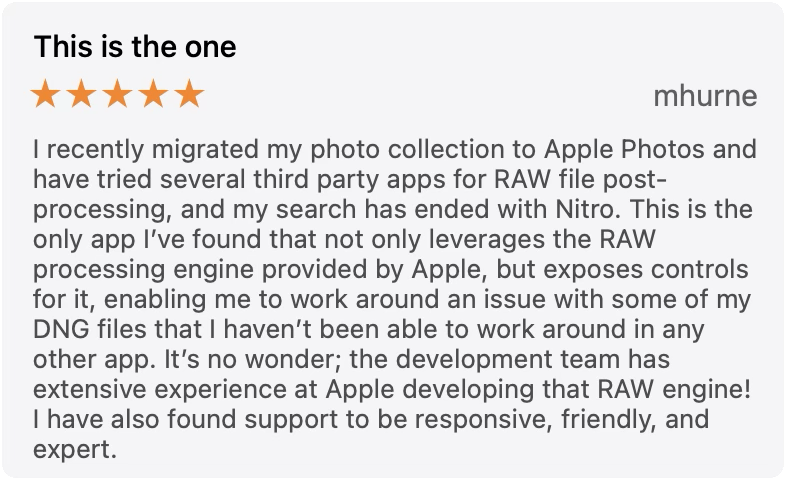 This is the one
★★★★★ mhurne
I recently migrated my photo collection to Apple Photos and
have tried several third party apps for RAW file post-
processing, and my search has ended with Nitro. This is the
only app I’ve found that not only leverages the RAW
processing engine provided by Apple, but exposes controls
for it, enabling me to work around an issue with some of my
DNG files that I haven’t been able to work around in any
other app. It’s no wonder; the development team has
extensive experience at Apple developing that RAW engine!
I have also found support to be responsive, friendly, and
expert.